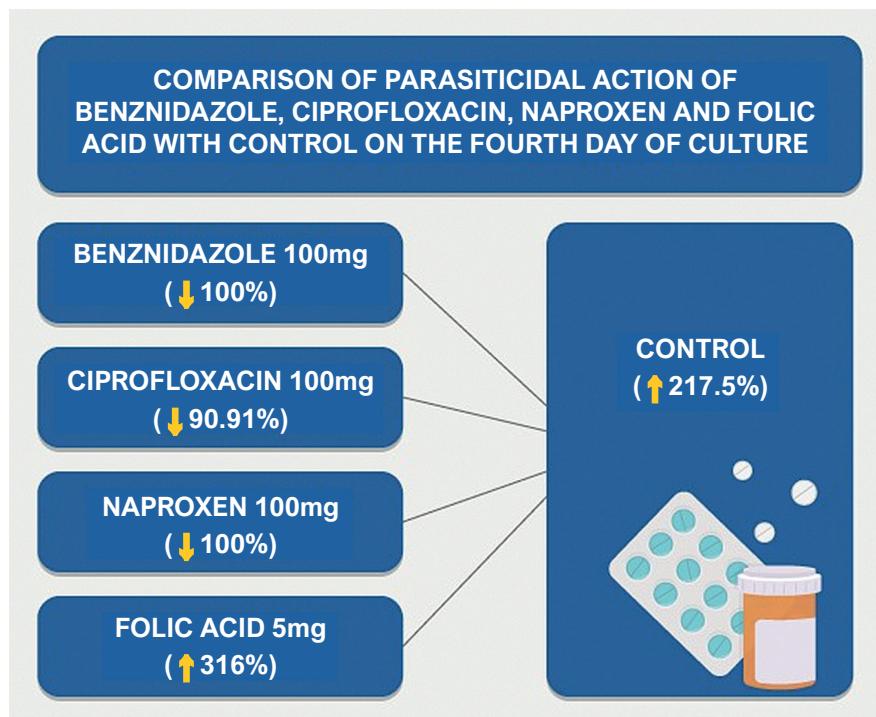 COMPARISON OF PARASITICIDAL ACTION OF
BENZNIDAZOLE, CIPROFLOXACIN, NAPROXEN AND FOLIC
ACID WITH CONTROL ON THE FOURTH DAY OF CULTURE
BENZNIDAZOLE 100mg
(↓100%)
CIPROFLOXACIN 100mg
(↓90.91%)
NAPROXEN 100mg
(↓100%)
FOLIC ACID 5mg
(↑316%)
CONTROL
(↑217.5%)